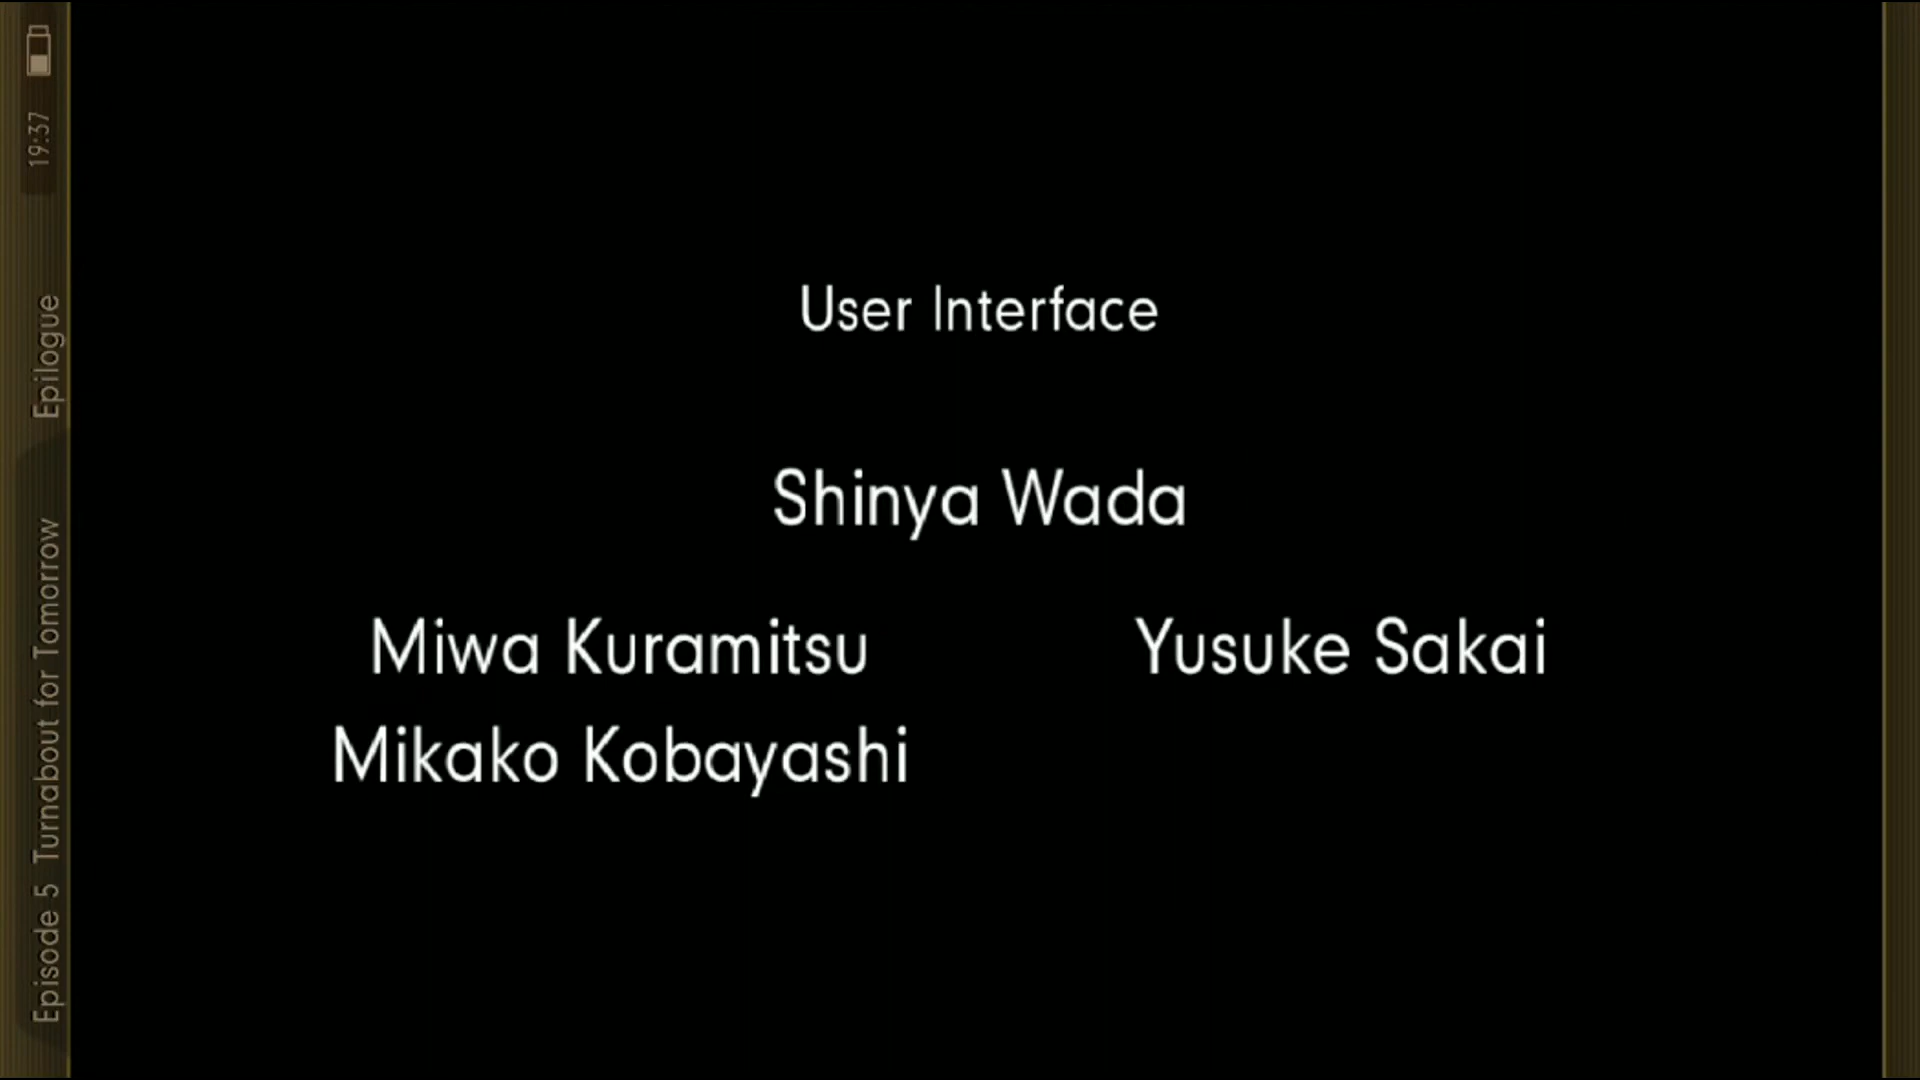 19:37
Epilogue
Episode 5 Turnabout for Tomorrow
User Interface
Shinya Wada
Miwa Kuramitsu Yusuke Sakai
Mikako Kobayashi